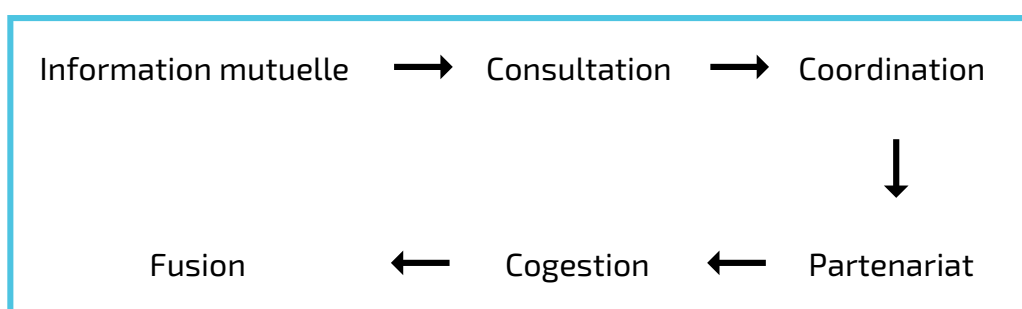 Information mutuelle Consultation Coordination
Fusion Cogestion Partenariat